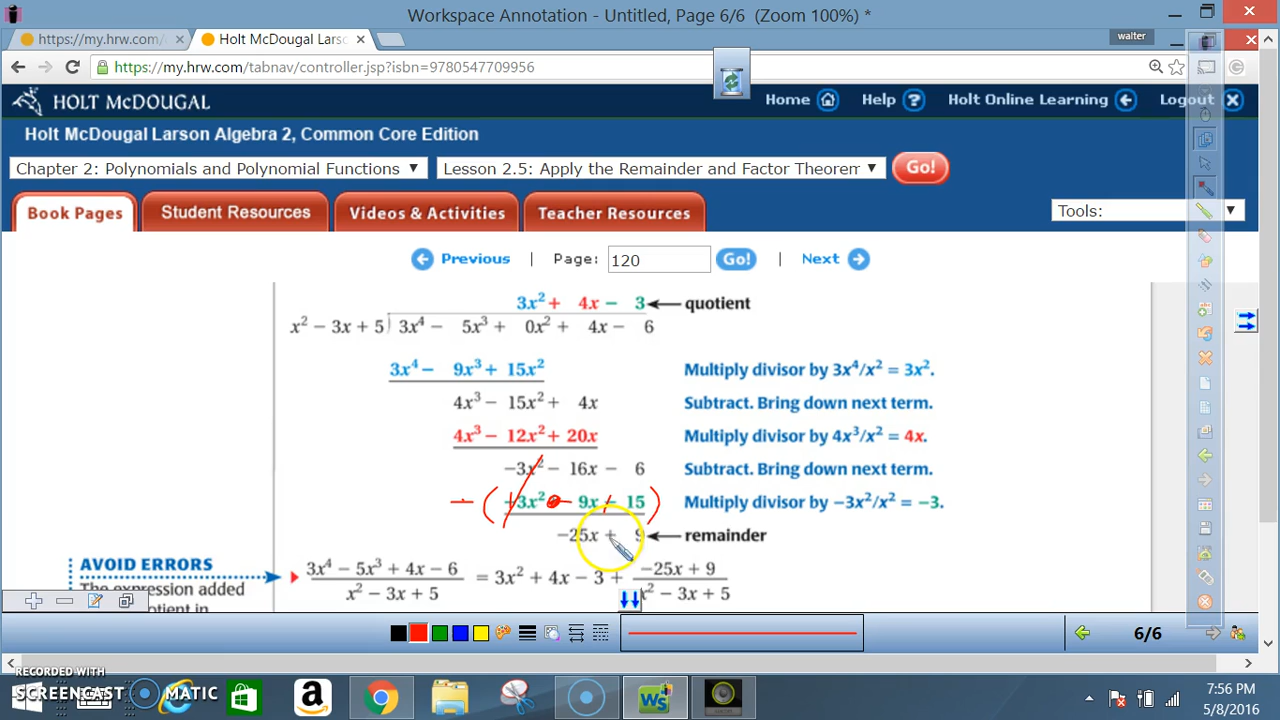 Workspace Annotation - Untitled, Page 6/6 (Zoom 100%) *
https://my.hrw.com/ ×
Holt McDougal Lars ×
walter
https://my.hrw.com/tabnav/controller.jsp?isbn=9780547709956
HOLT MCDOUGAL
Home
Help ?
Holt Online Learning
Logout X
Holt McDougal Larson Algebra 2, Common Core Edition
Chapter 2: Polynomials and Polynomial Functions
Lesson 2.5: Apply the Remainder and Factor Theorem
Go!
Book Pages
Student Resources
Videos & Activities
Teacher Resources
Tools:
Previous | Page: 120 Go! | Next
3x² + 4x − 3 ← quotient
x² − 3x + 5) 3x⁴ − 5x³ + 0x² + 4x − 6
3x⁴ − 9x³ + 15x² Multiply divisor by 3x⁴/x² = 3x².
4x³ − 15x² + 4x Subtract. Bring down next term.
4x³ − 12x² + 20x Multiply divisor by 4x³/x² = 4x.
−3x² − 16x − 6 Subtract. Bring down next term.
− ( +3x² − 9x + 15 ) Multiply divisor by −3x²/x² = −3.
−25x + 9 ← remainder
AVOID ERRORS
The expression added
3x⁴ − 5x³ + 4x − 6 / x² − 3x + 5 = 3x² + 4x − 3 + −25x + 9 / x² − 3x + 5
6/6
RECORDED WITH
SCREENCAST MATIC
7:56 PM
5/8/2016